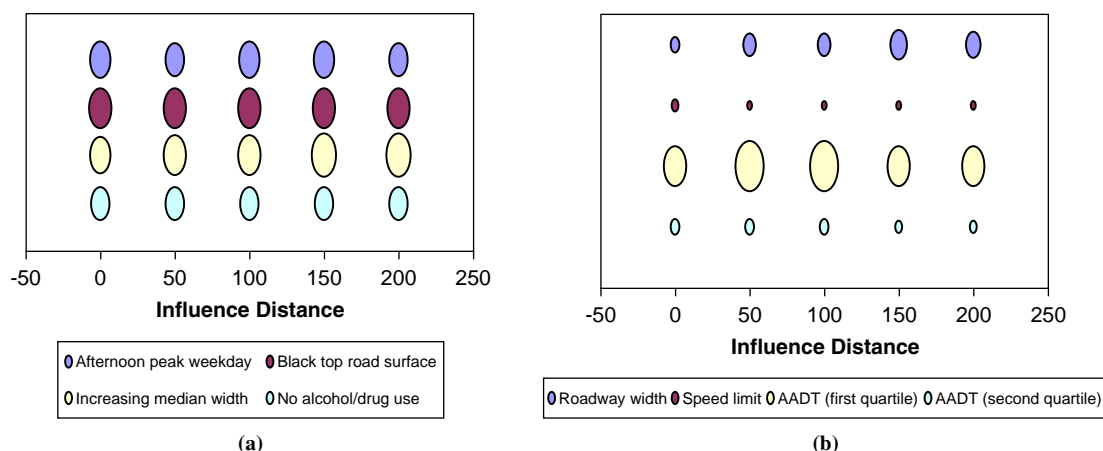 -50 0 50 100 150 200 250
Influence Distance
Afternoon peak weekday Black top road surface
Increasing median width No alcohol/drug use
(a)
-50 0 50 100 150 200 250
Influence Distance
Roadway width Speed limit AADT (first quartile) AADT (second quartile)
(b)